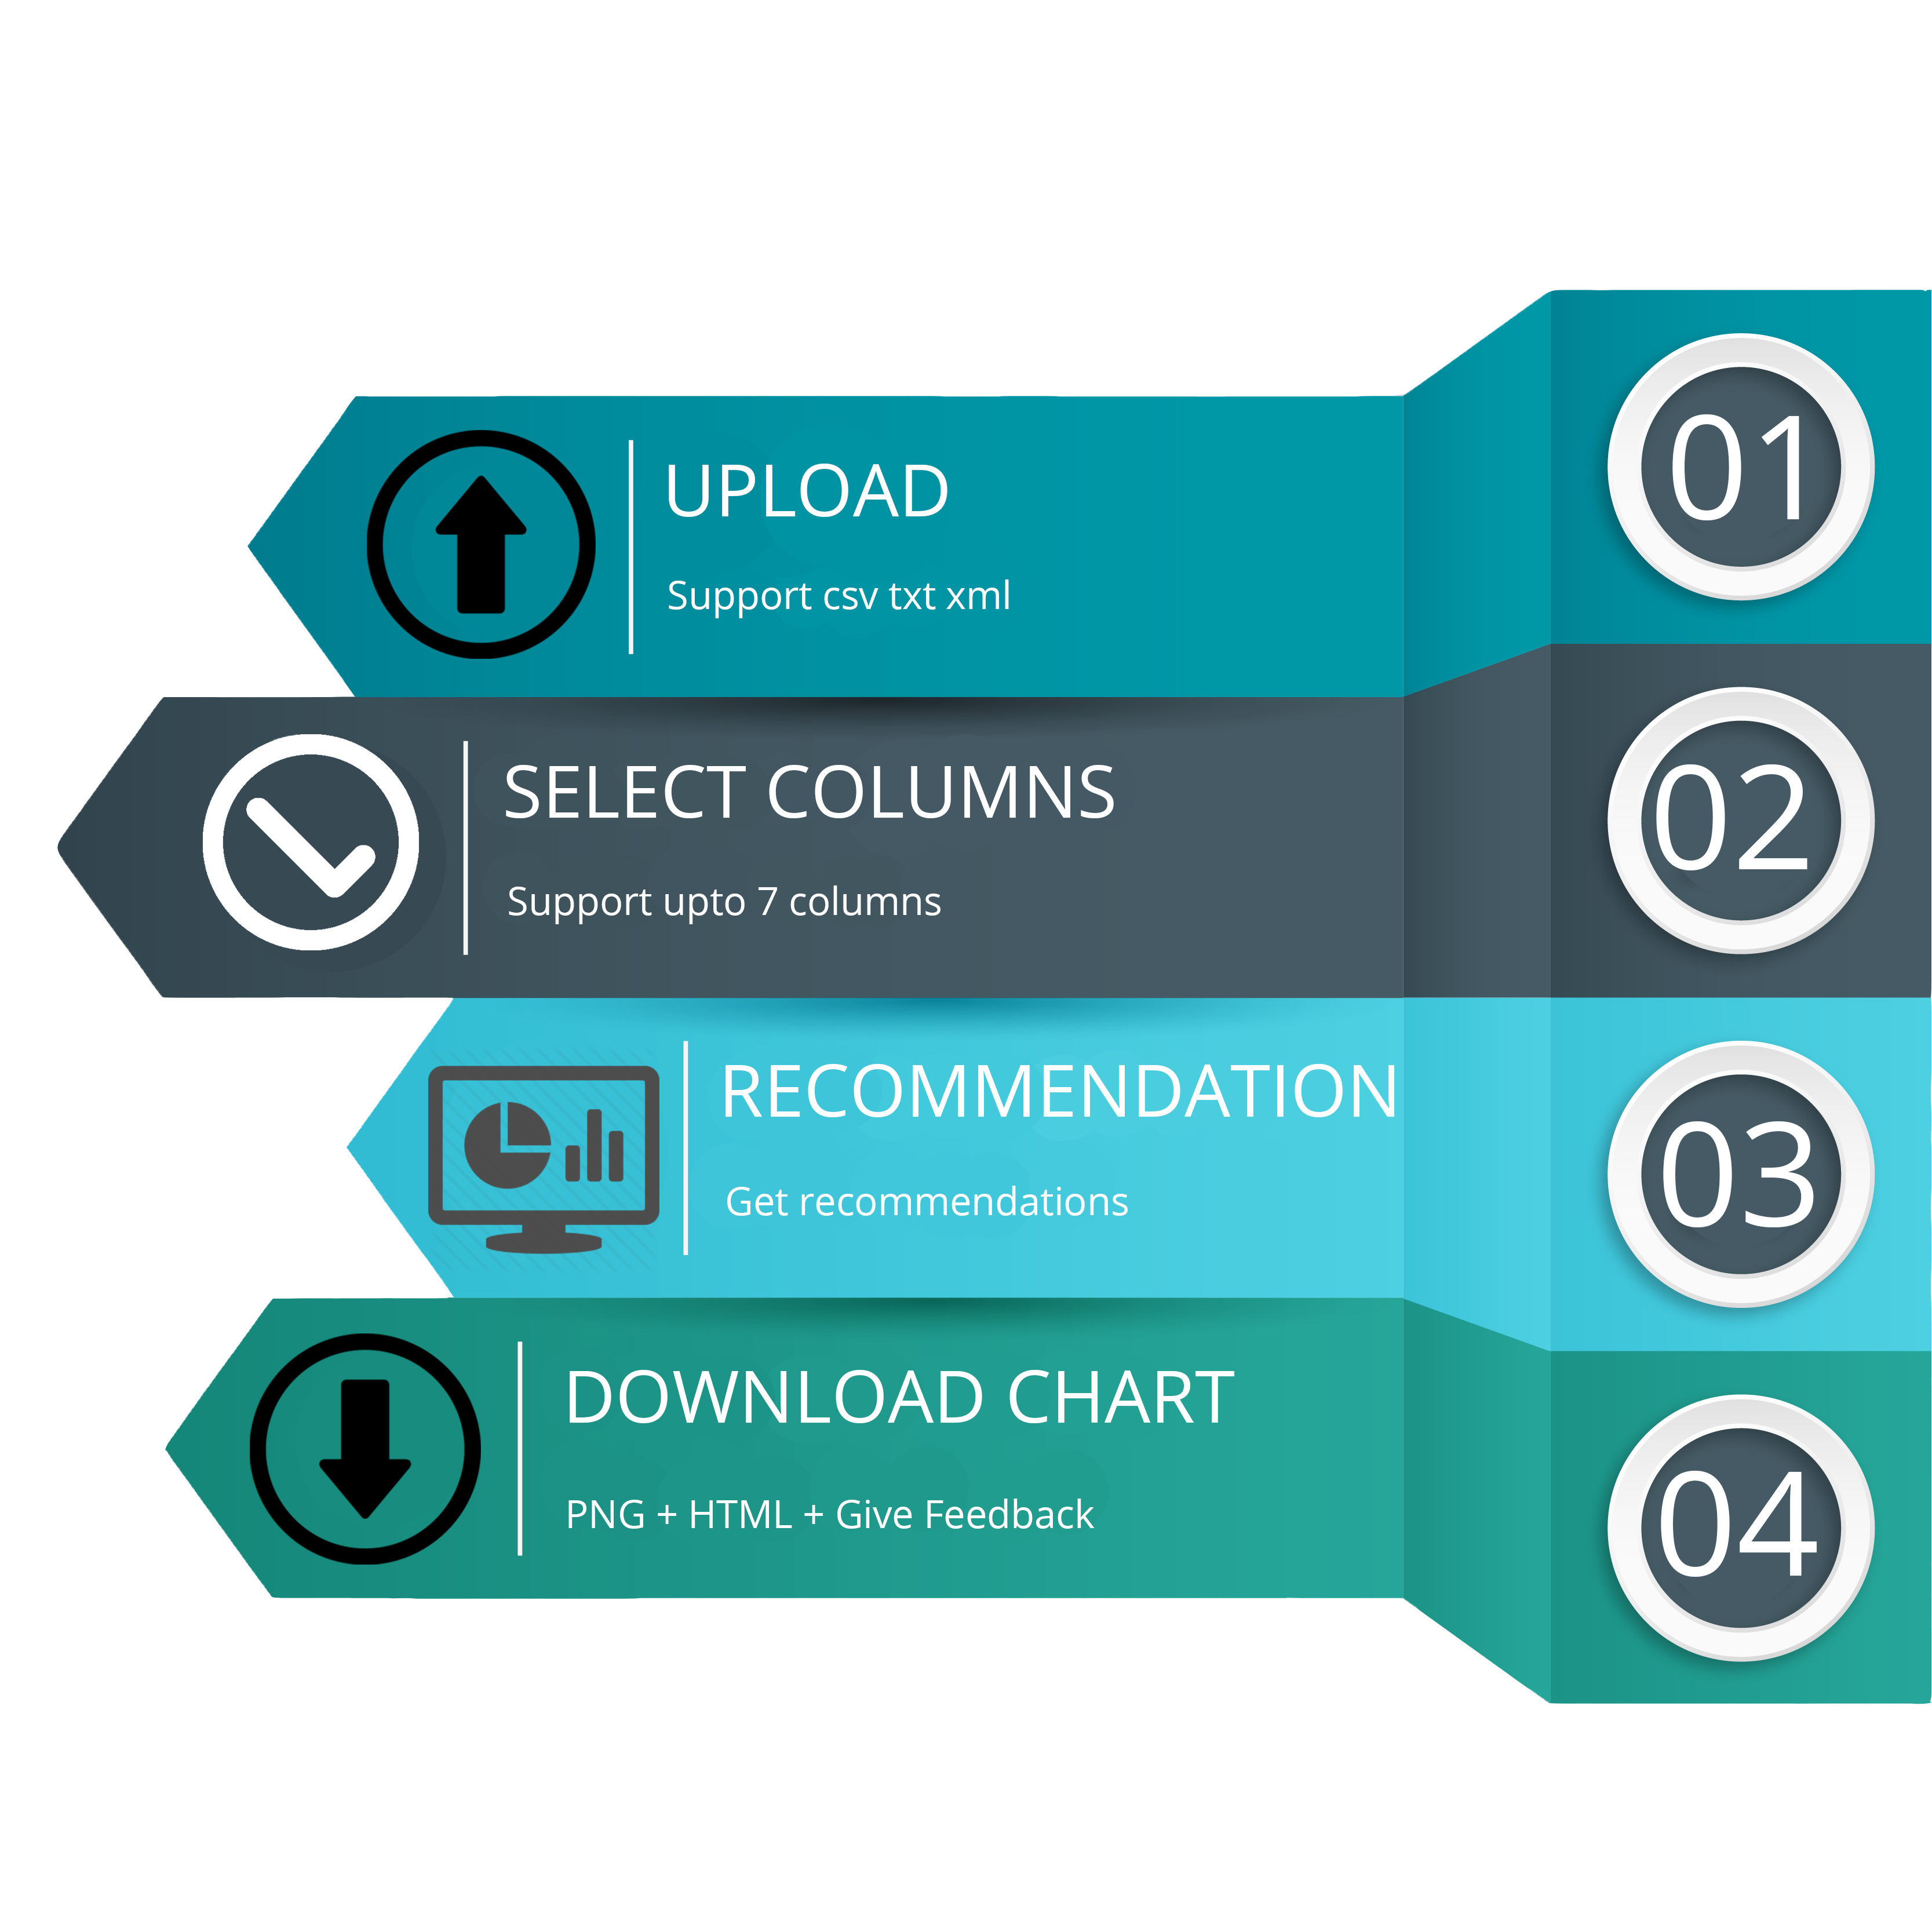 01
UPLOAD
Support csv txt xml
02
SELECT COLUMNS
Support upto 7 columns
03
RECOMMENDATION
Get recommendations
04
DOWNLOAD CHART
PNG + HTML + Give Feedback